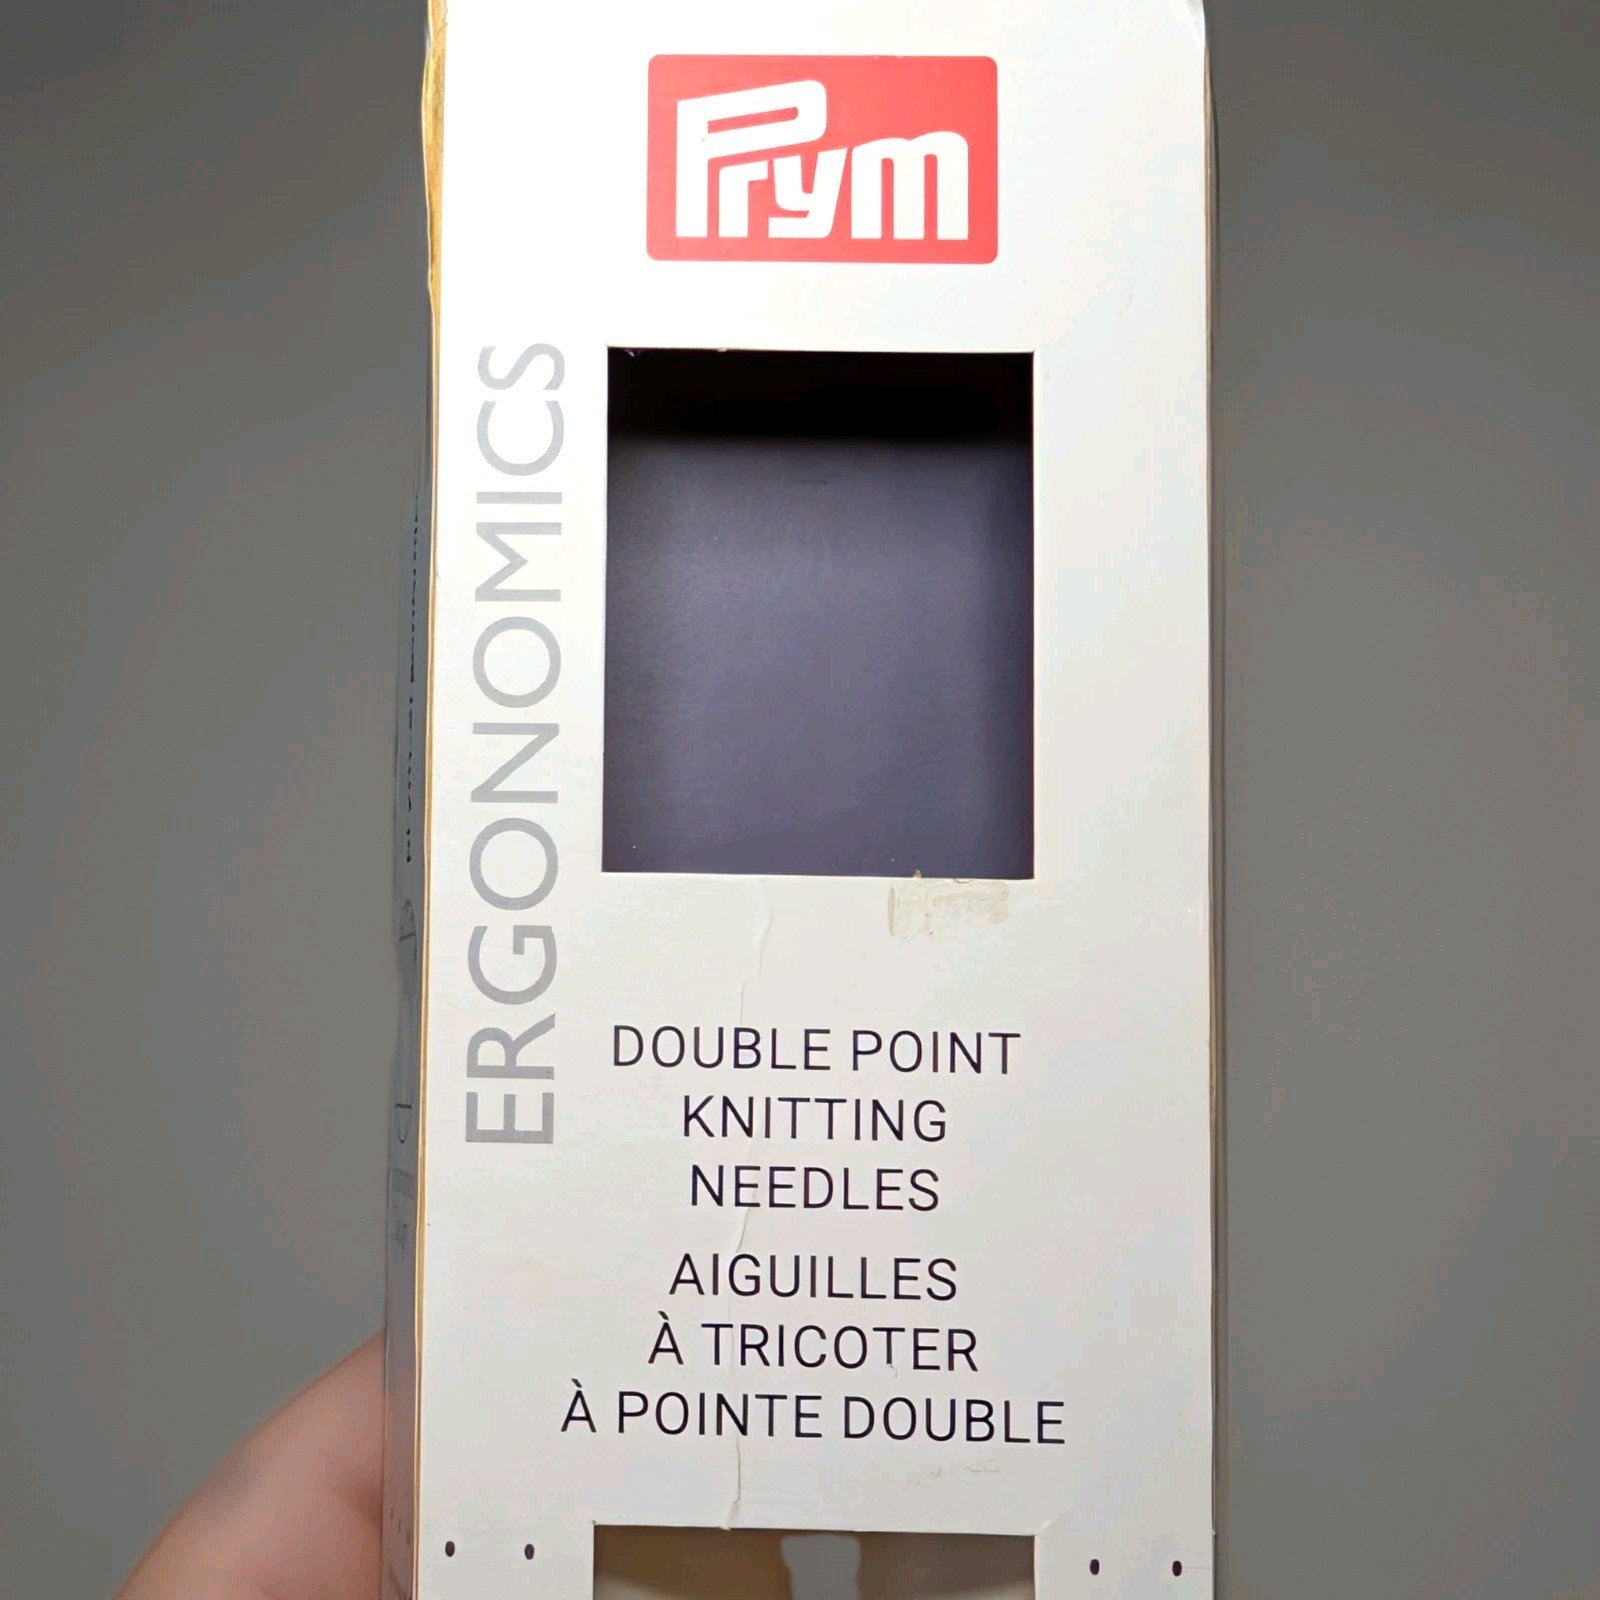 Prym
ERGONOMICS
DOUBLE POINT
KNITTING
NEEDLES
AIGUILLES
À TRICOTER
À POINTE DOUBLE